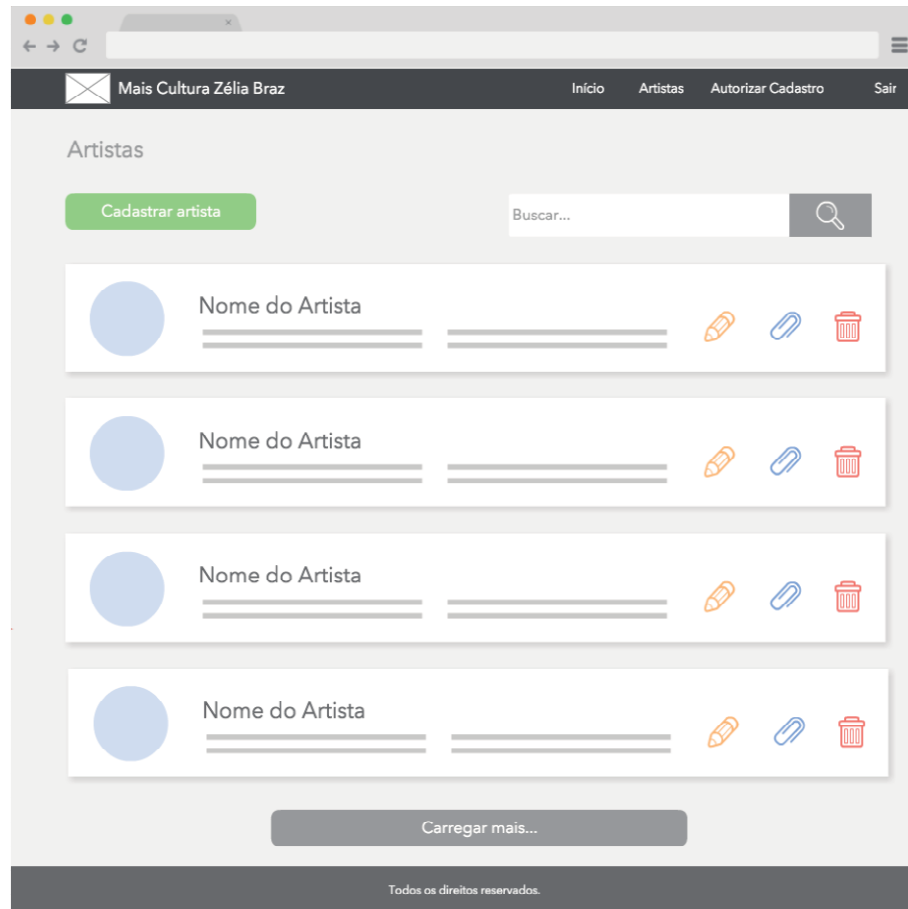 Mais Cultura Zélia Braz
Início Artistas Autorizar Cadastro Sair
Artistas
Cadastrar artista
Buscar...
Nome do Artista
Nome do Artista
Nome do Artista
Nome do Artista
Carregar mais...
Todos os direitos reservados.